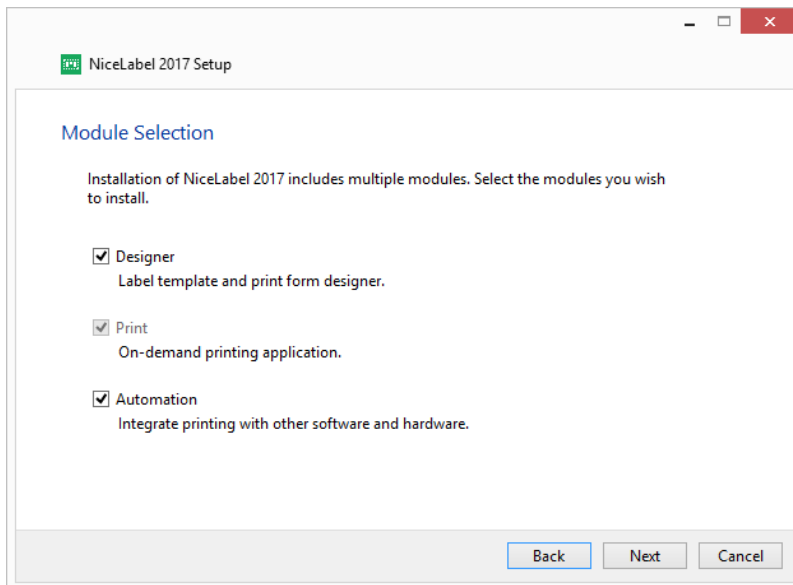 NiceLabel 2017 Setup
Module Selection
Installation of NiceLabel 2017 includes multiple modules. Select the modules you wish
to install.
Designer
Label template and print form designer.
Print
On-demand printing application.
Automation
Integrate printing with other software and hardware.
Back Next Cancel